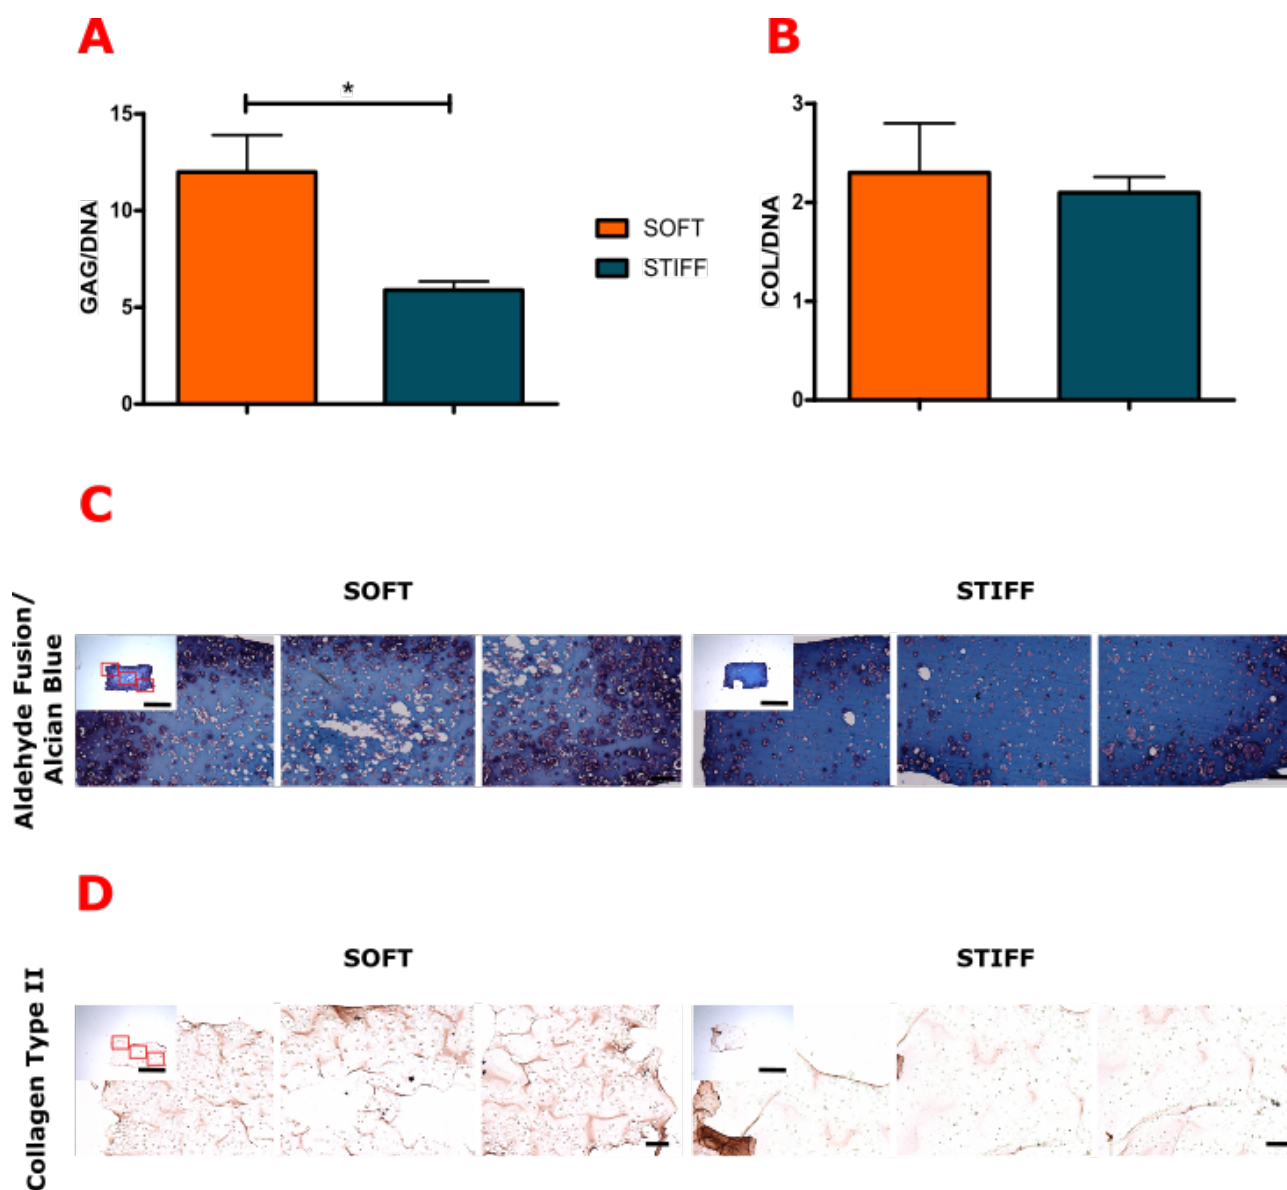 A
B
*
15
10
5
0
GAG/DNA
SOFT
STIFF
3
2
1
0
COL/DNA
C
SOFT
STIFF
Aldehyde Fusion/
Alcian Blue
D
SOFT
STIFF
Collagen Type II